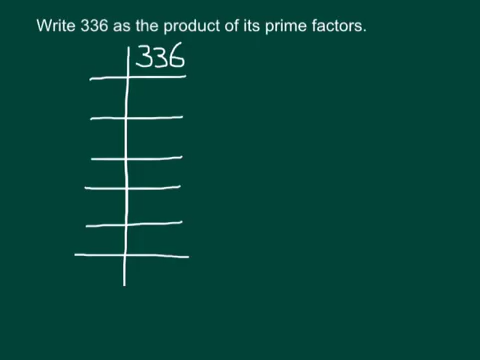 Write 336 as the product of its prime factors.
336